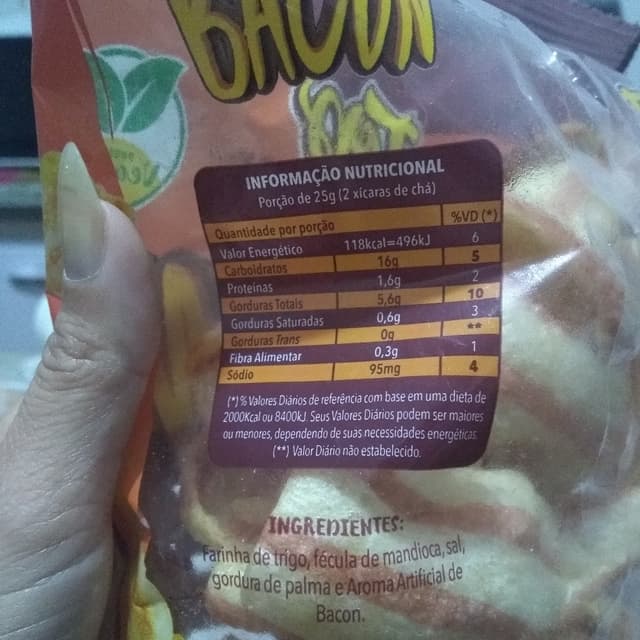 BACON
INFORMAÇÃO NUTRICIONAL
Porção de 25g (2 xícaras de chá)
Quantidade por porção %VD (*)
Valor Energético 118kcal=496kJ 6
Carboidratos 16g 5
Proteínas 1,6g 2
Gorduras Totais 5,6g 10
Gorduras Saturadas 0,6g 3
Gorduras Trans 0g **
Fibra Alimentar 0,3g 1
Sódio 95mg 4
(*) % Valores Diários de referência com base em uma dieta de
2000Kcal ou 8400kJ. Seus Valores Diários podem ser maiores
ou menores, dependendo de suas necessidades energéticas
(**) Valor Diário não estabelecido.
INGREDIENTES:
Farinha de trigo, fécula de mandioca, sal,
gordura de palma e Aroma Artificial de
Bacon.